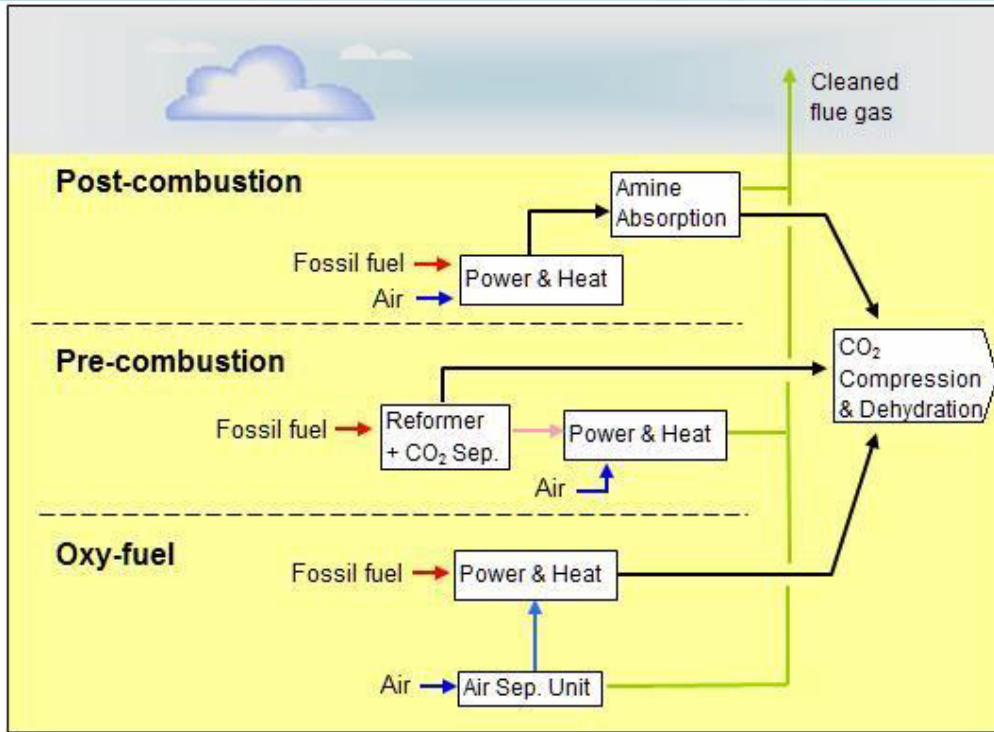 Cleaned
flue gas
Post-combustion
Amine
Absorption
Fossil fuel
Power & Heat
Air
Pre-combustion
CO₂
Compression
& Dehydration
Fossil fuel
Reformer
+ CO₂ Sep.
Power & Heat
Air
Oxy-fuel
Fossil fuel
Power & Heat
Air
Air Sep. Unit